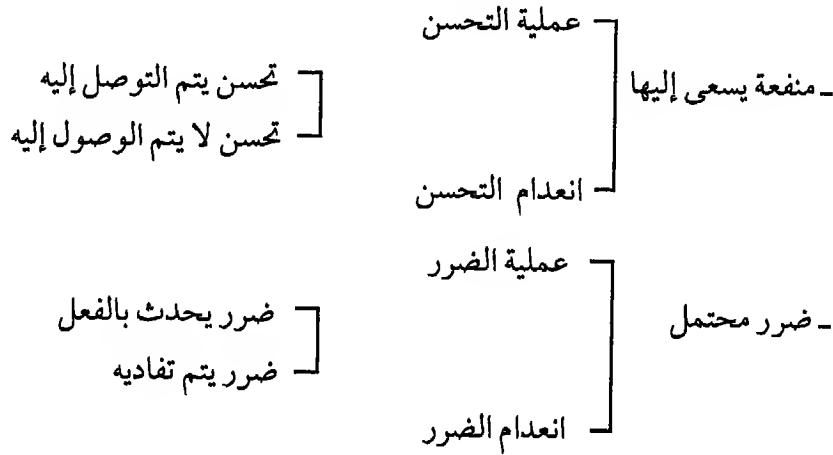 عملية التحسن
تحسن يتم التوصل إليه
ـ منفعة يسعى إليها
تحسن لا يتم الوصول إليه
انعدام التحسن
عملية الضرر
ضرر يحدث بالفعل
ـ ضرر محتمل
ضرر يتم تفاديه
انعدام الضرر